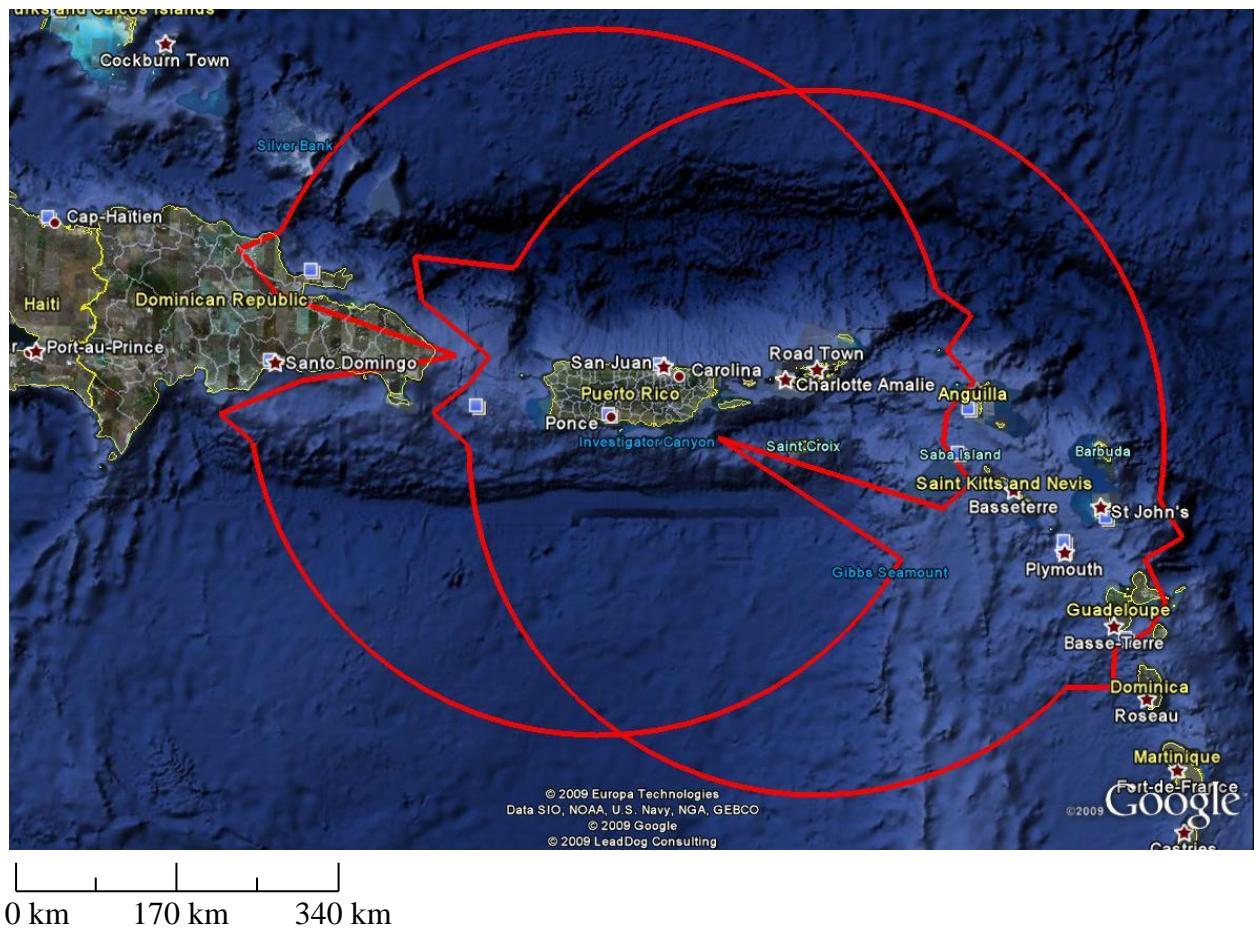 Turks and Caicos Islands
Cockburn Town
Silver Bank
Cap-Haïtien
Haiti
Dominican Republic
Port-au-Prince
Santo Domingo
San-Juan
Carolina
Road Town
Charlotte Amalie
Puerto Rico
Anguilla
Ponce
Investigator Canyon
Saint Croix
Saba Island
Barbuda
Saint Kitts and Nevis
Basseterre
St John's
Plymouth
Gibbs Seamount
Guadeloupe
Basse-Terre
Dominica
Roseau
Martinique
Fort-de-France
© 2009 Europa Technologies
Data SIO, NOAA, U.S. Navy, NGA, GEBCO
© 2009 Google
© 2009 LeadDog Consulting
©2009 Google
Castries
0 km 170 km 340 km